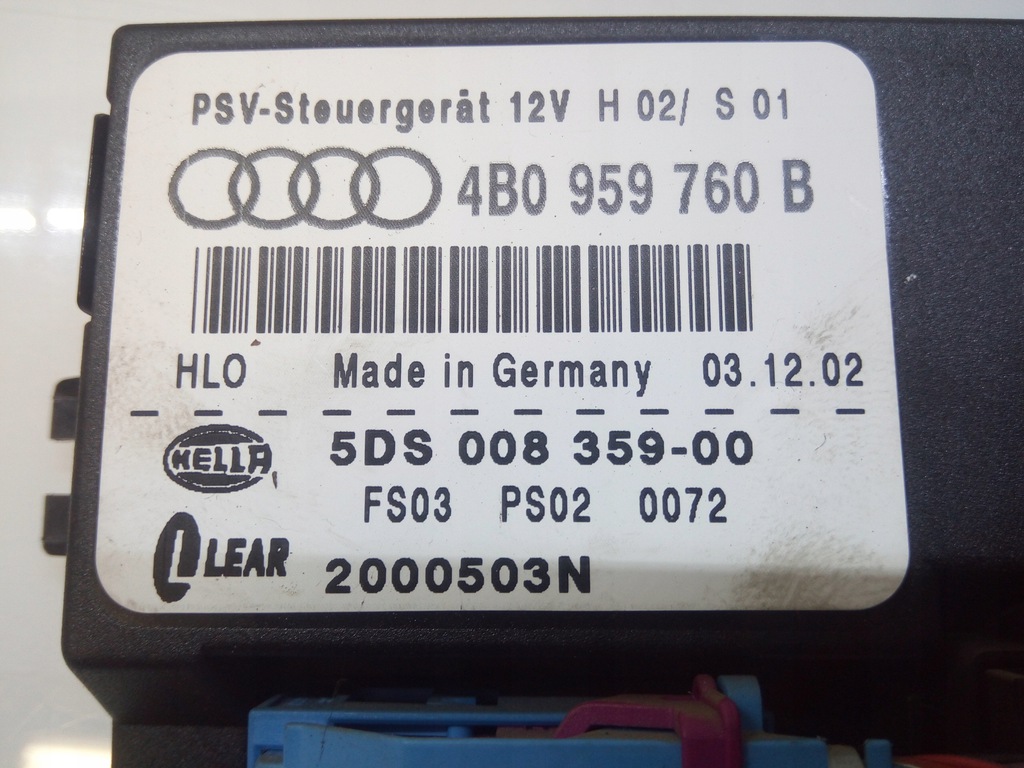 PSV-Steuergerät 12V H 02/ S 01
4B0 959 760 B
HLO Made in Germany 03.12.02
HELLA 5DS 008 359-00
FS03 PS02 0072
LEAR 2000503N